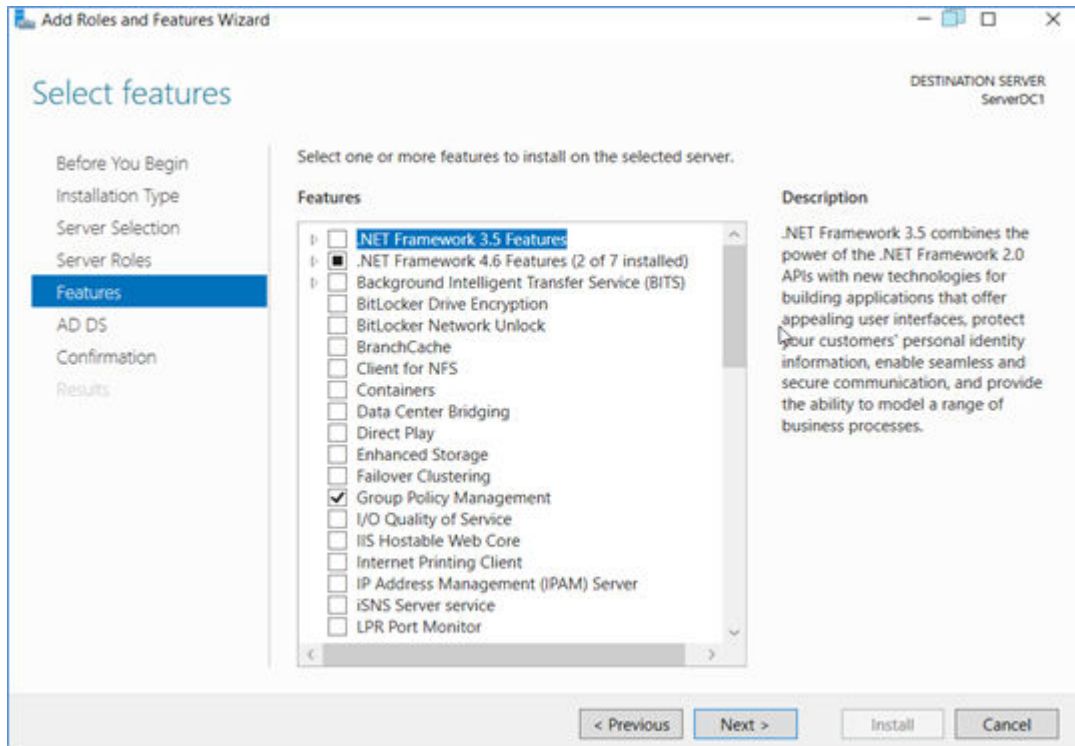 Add Roles and Features Wizard
Select features
DESTINATION SERVER
ServerDC1
Before You Begin
Installation Type
Server Selection
Server Roles
Features
AD DS
Confirmation
Results
Select one or more features to install on the selected server.
Features
.NET Framework 3.5 Features
.NET Framework 4.6 Features (2 of 7 installed)
Background Intelligent Transfer Service (BITS)
BitLocker Drive Encryption
BitLocker Network Unlock
BranchCache
Client for NFS
Containers
Data Center Bridging
Direct Play
Enhanced Storage
Failover Clustering
Group Policy Management
I/O Quality of Service
IIS Hostable Web Core
Internet Printing Client
IP Address Management (IPAM) Server
iSNS Server service
LPR Port Monitor
Description
.NET Framework 3.5 combines the
power of the .NET Framework 2.0
APIs with new technologies for
building applications that offer
appealing user interfaces, protect
your customers' personal identity
information, enable seamless and
secure communication, and provide
the ability to model a range of
business processes.
< Previous
Next >
Install
Cancel